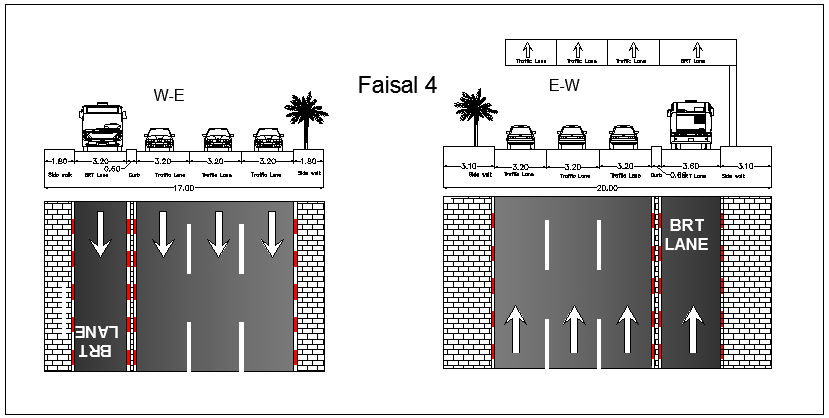 Faisal 4
W-E
1.80 3.20 0.50 3.20 3.20 3.20 1.80
Side walk BRT Lane Curb Traffic Lane Traffic Lane Traffic Lane Side walk
17.00
BRT
LANE
E-W
Traffic Lane Traffic Lane Traffic Lane BRT Lane
3.10 3.20 3.20 3.20 3.60 3.10
Side walk Traffic Lane Traffic Lane Traffic Lane Curb BRT Lane Side walk
20.00
BRT
LANE